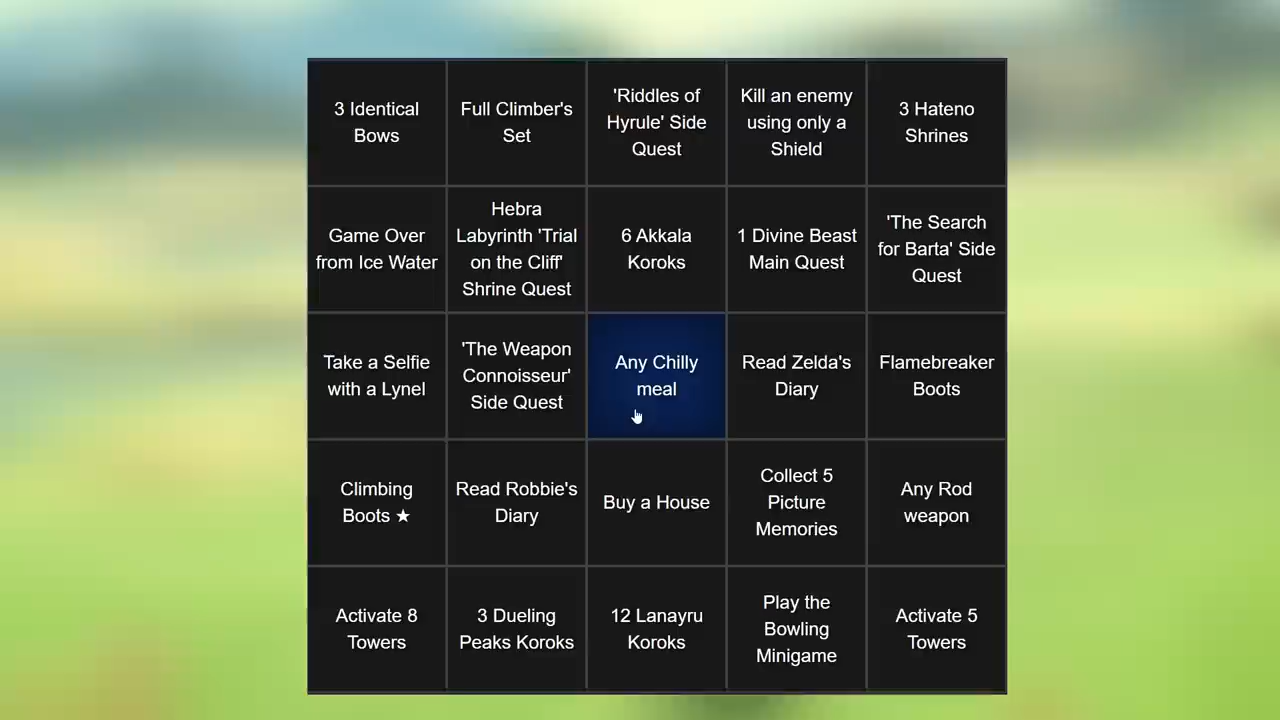 3 Identical
Bows
Full Climber's
Set
'Riddles of
Hyrule' Side
Quest
Kill an enemy
using only a
Shield
3 Hateno
Shrines
Game Over
from Ice Water
Hebra
Labyrinth 'Trial
on the Cliff'
Shrine Quest
6 Akkala
Koroks
1 Divine Beast
Main Quest
'The Search
for Barta' Side
Quest
Take a Selfie
with a Lynel
'The Weapon
Connoisseur'
Side Quest
Any Chilly
meal
Read Zelda's
Diary
Flamebreaker
Boots
Climbing
Boots ★
Read Robbie's
Diary
Buy a House
Collect 5
Picture
Memories
Any Rod
weapon
Activate 8
Towers
3 Dueling
Peaks Koroks
12 Lanayru
Koroks
Play the
Bowling
Minigame
Activate 5
Towers